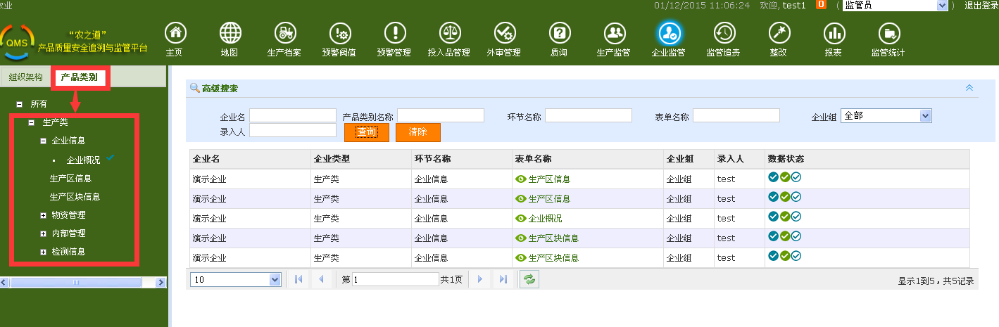 农业
01/12/2015 11:06:24 欢迎, test1 0 ( 监管员 ) 退出登录
QMS
“农之道”
产品质量安全追溯与监管平台
主页 地图 生产档案 预警阀值 预警管理 投入品管理 外审管理 质询 生产监管 企业监管 监管追责 整改 报表 监管统计
组织架构 产品类别
所有
生产类
企业信息
企业概况
生产区信息
生产区块信息
物资管理
内部管理
检测信息
高级搜索
企业名 产品类别名称 环节名称 表单名称 企业组 全部
录入人 查询 清除
企业名 企业类型 环节名称 表单名称 企业组 录入人 数据状态
演示企业 生产类 企业信息 生产区信息 企业组 test
演示企业 生产类 企业信息 生产区信息 企业组 test
演示企业 生产类 企业信息 企业概况 企业组 test
演示企业 生产类 企业信息 生产区块信息 企业组 test
演示企业 生产类 企业信息 生产区块信息 企业组 test
10 第 1 共1页 显示1到5，共5记录